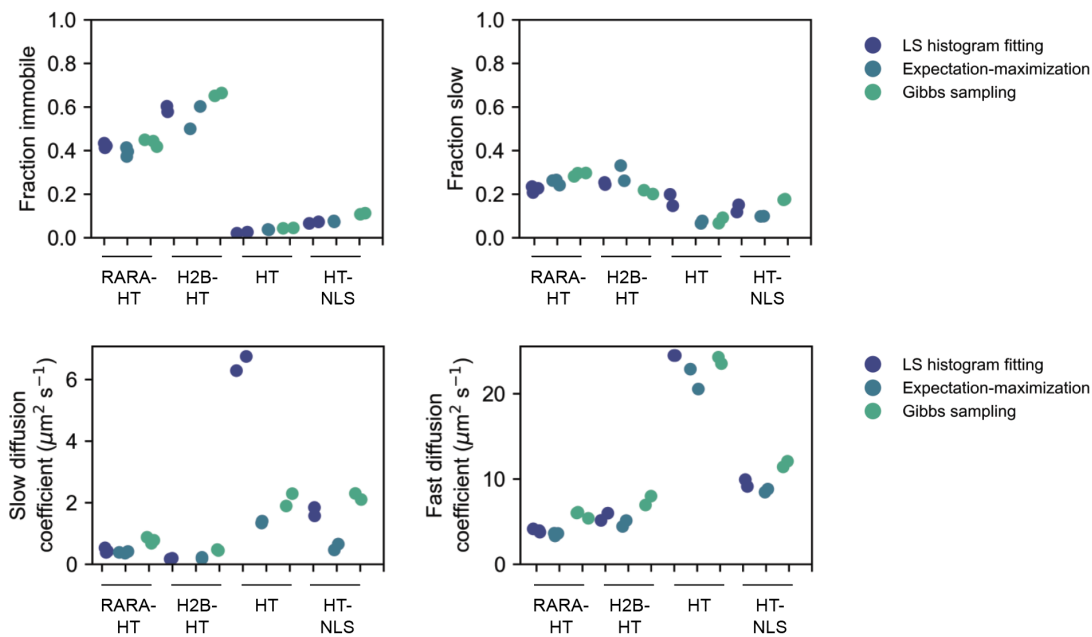 1.0
0.8
0.6
0.4
0.2
0.0
Fraction immobile
RARA-
HT
H2B-
HT
HT
HT-
NLS
1.0
0.8
0.6
0.4
0.2
0.0
Fraction slow
RARA-
HT
H2B-
HT
HT
HT-
NLS
LS histogram fitting
Expectation-maximization
Gibbs sampling
6
4
2
0
Slow diffusion
coefficient (μm² s⁻¹)
RARA-
HT
H2B-
HT
HT
HT-
NLS
20
10
0
Fast diffusion
coefficient (μm² s⁻¹)
RARA-
HT
H2B-
HT
HT
HT-
NLS
LS histogram fitting
Expectation-maximization
Gibbs sampling